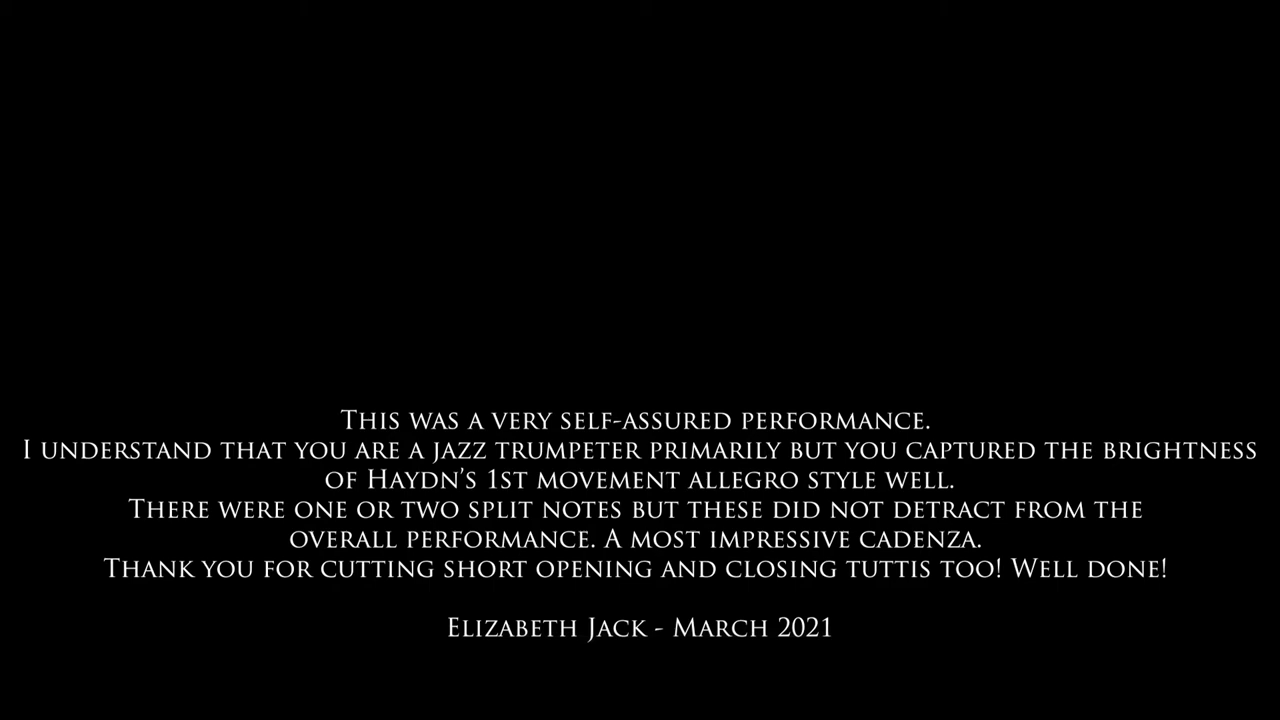 This was a very self-assured performance.
I understand that you are a jazz trumpeter primarily but you captured the brightness
of Haydn's 1st movement allegro style well.
There were one or two split notes but these did not detract from the
overall performance. A most impressive cadenza.
Thank you for cutting short opening and closing tuttis too! Well done!
Elizabeth Jack - March 2021